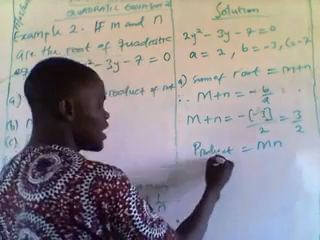 QUADRATIC EQUATION
Example 2. If m and n
are the root of quadratic
- 3y - 7 = 0
a)
product of
(b)
(c)
Solution
2y² - 3y - 7 = 0
a = 2, b = -3, c = -7
a) Sum of root = m+n
∴ M+n = -b/a
M+n = -(-3)/2 = 3/2
Product = Mn